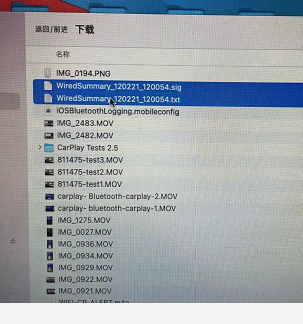 返回/前进 下载
名称
IMG_0194.PNG
WiredSummary_120221_120054.sig
WiredSummary_120221_120054.txt
iOSBluetoothLogging.mobileconfig
IMG_2483.MOV
IMG_2482.MOV
CarPlay Tests 2.5
811475-test3.MOV
811475-test2.MOV
811475-test1.MOV
carplay- Bluetooth-carplay-2.MOV
carplay- bluetooth-carplay-1.MOV
IMG_1275.MOV
IMG_0027.MOV
IMG_0936.MOV
IMG_0934.MOV
IMG_0929.MOV
IMG_0922.MOV
IMG_0921.MOV